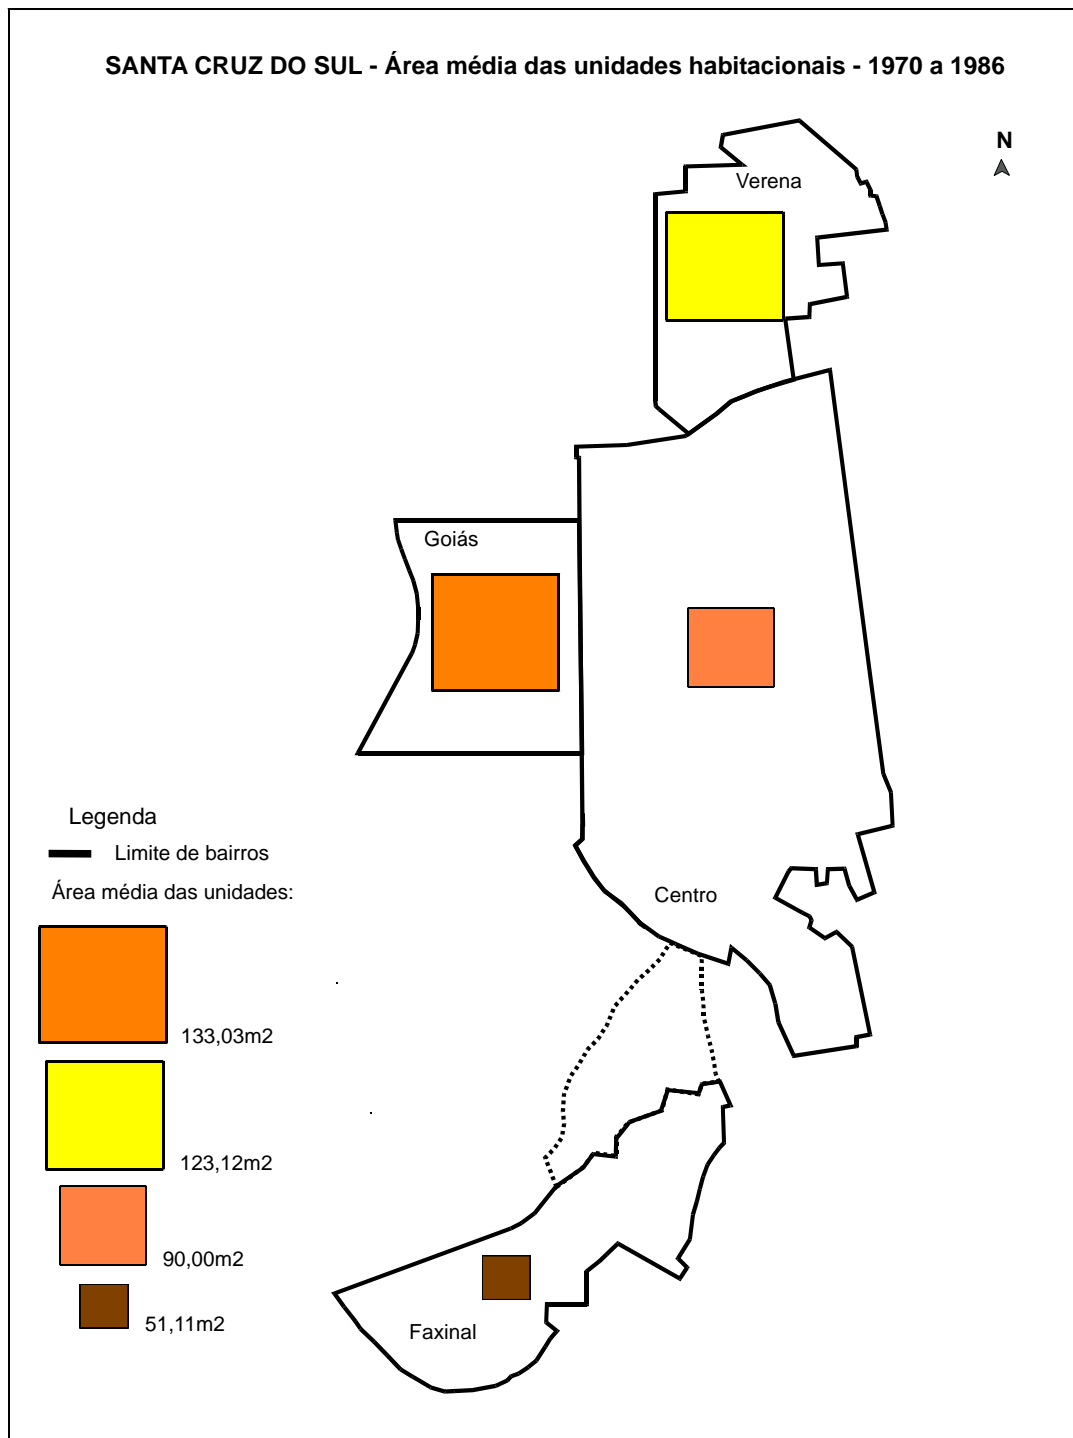 SANTA CRUZ DO SUL - Área média das unidades habitacionais - 1970 a 1986
N
Verena
Goiás
Legenda
Limite de bairros
Área média das unidades:
Centro
133,03m2
123,12m2
90,00m2
51,11m2
Faxinal